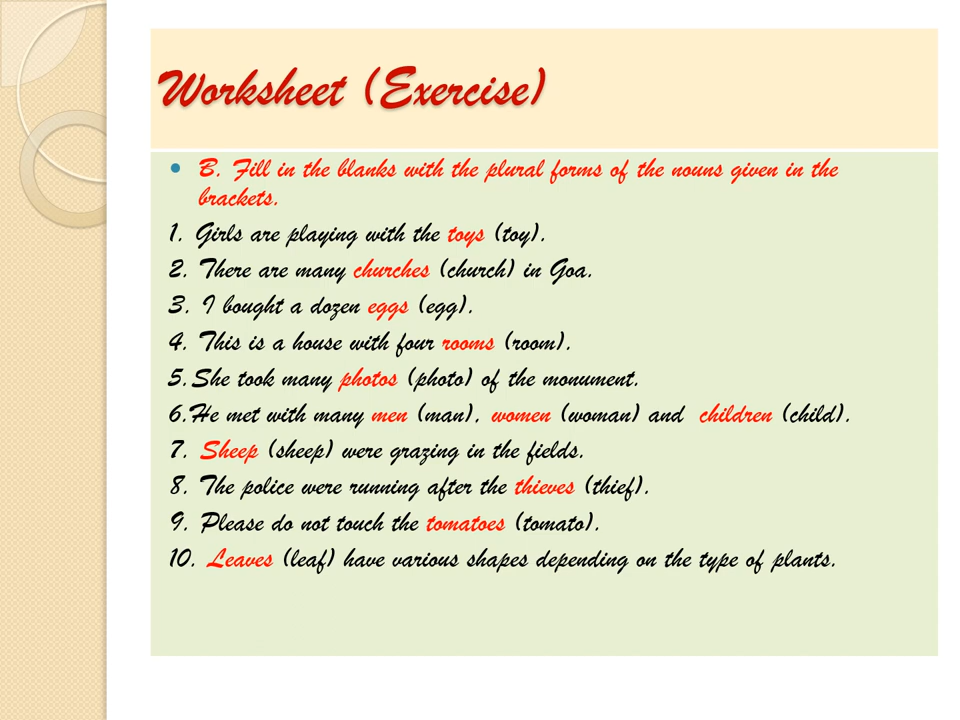 Worksheet (Exercise)
B. Fill in the blanks with the plural forms of the nouns given in the
brackets.
1. Girls are playing with the toys (toy).
2. There are many churches (church) in Goa.
3. I bought a dozen eggs (egg).
4. This is a house with four rooms (room).
5.She took many photos (photo) of the monument.
6.He met with many men (man), women (woman) and children (child).
7. Sheep (sheep) were grazing in the fields.
8. The police were running after the thieves (thief).
9. Please do not touch the tomatoes (tomato).
10. Leaves (leaf) have various shapes depending on the type of plants.